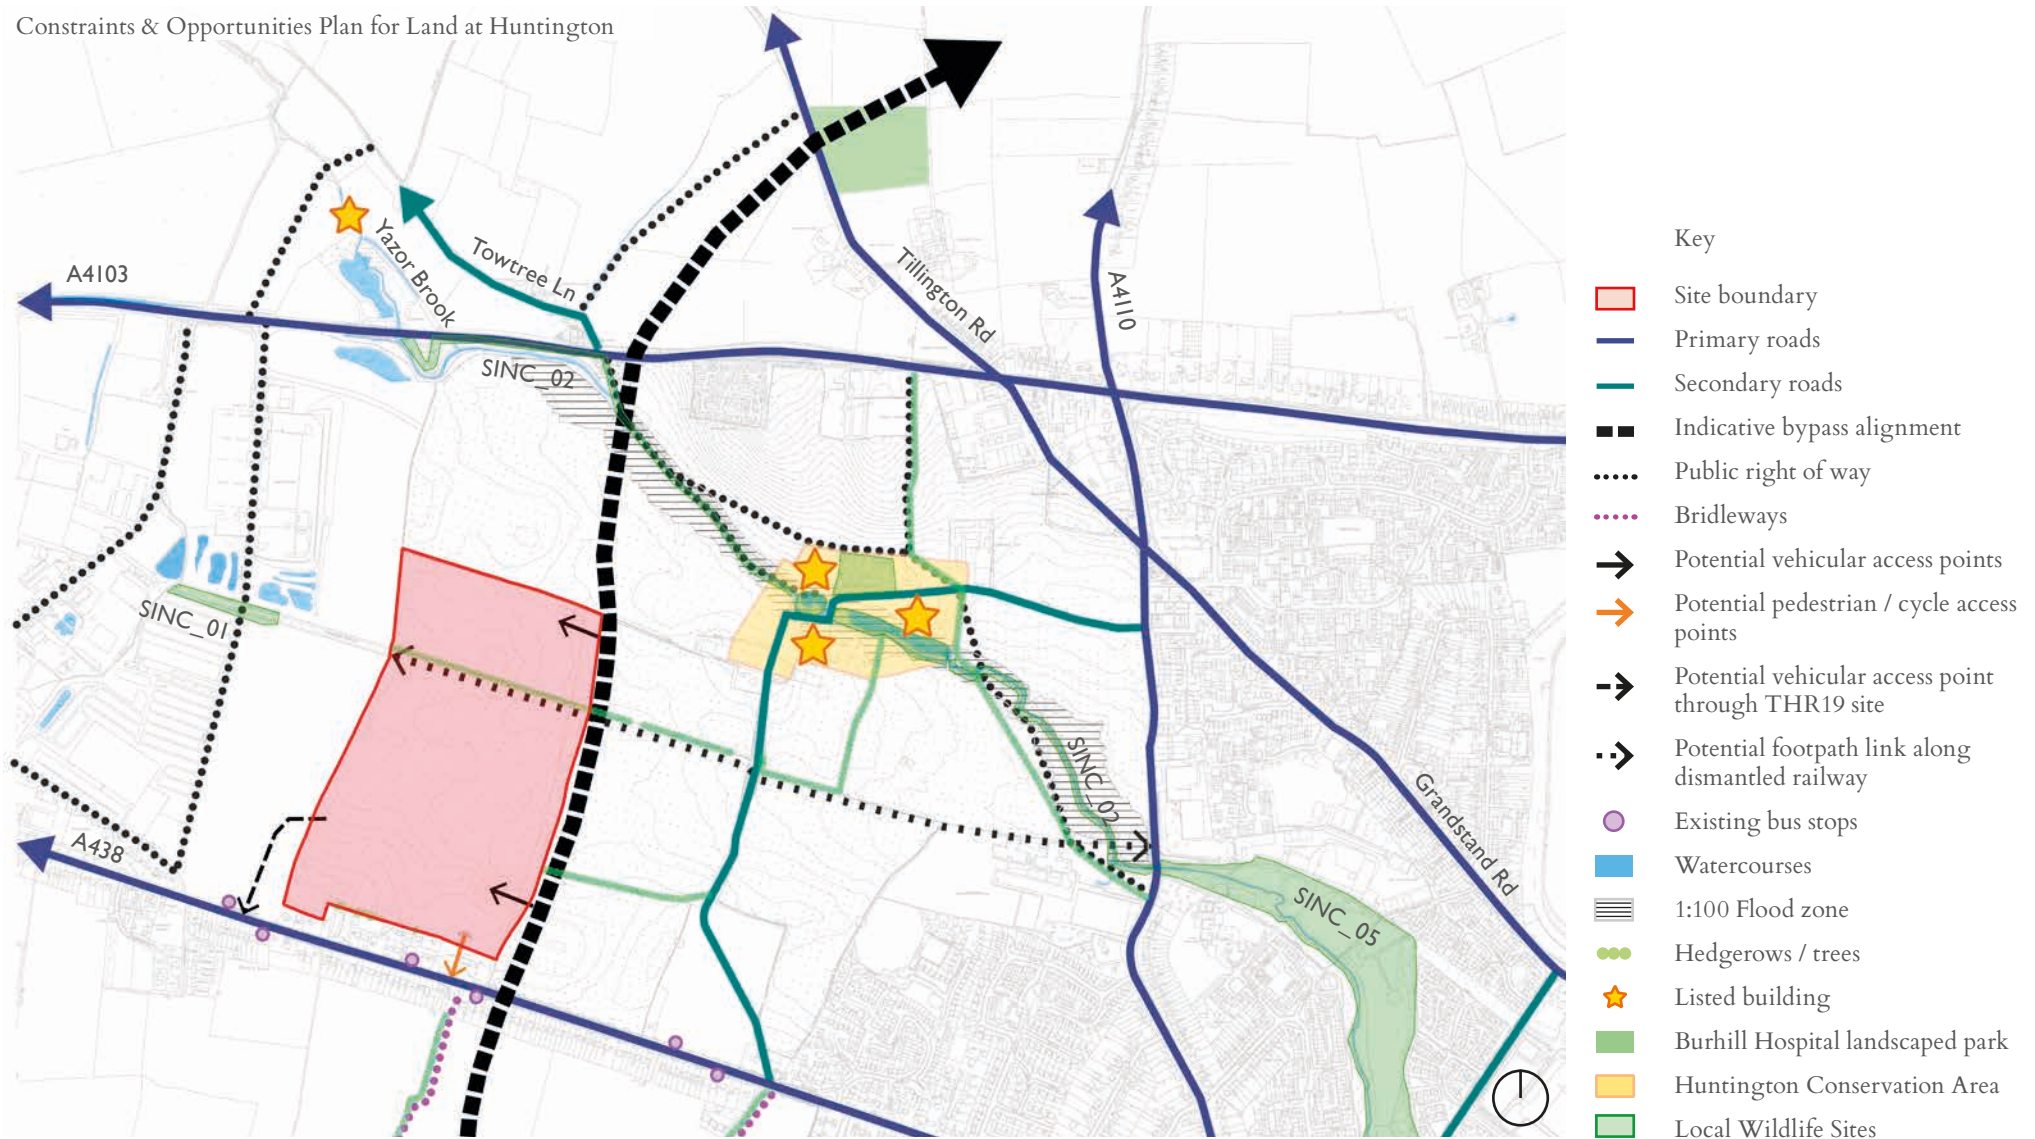 Constraints & Opportunities Plan for Land at Huntington
A4103
Yazor Brook
Towtree Ln
Tillington Rd
A4110
SINC_02
SINC_01
SINC_02
A438
Grandstand Rd
SINC_05
Key
Site boundary
Primary roads
Secondary roads
Indicative bypass alignment
Public right of way
Bridleways
Potential vehicular access points
Potential pedestrian / cycle access
points
Potential vehicular access point
through THR19 site
Potential footpath link along
dismantled railway
Existing bus stops
Watercourses
1:100 Flood zone
Hedgerows / trees
Listed building
Burhill Hospital landscaped park
Huntington Conservation Area
Local Wildlife Sites